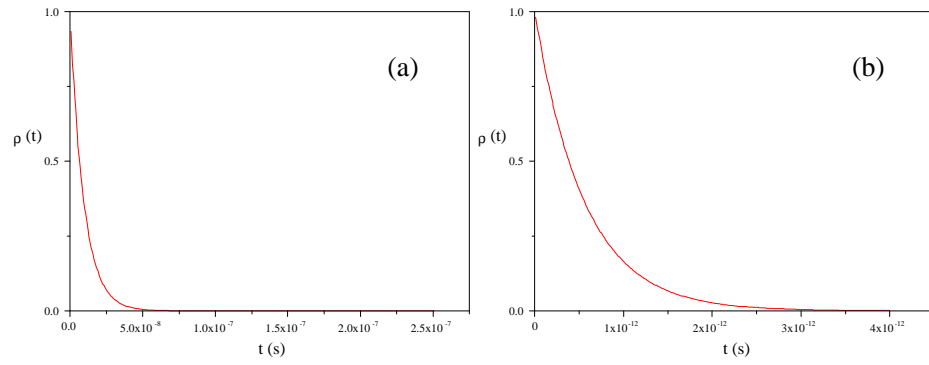 1.0
(a)
ρ (t)
0.5
0.0
0.0 5.0x10⁻⁸ 1.0x10⁻⁷ 1.5x10⁻⁷ 2.0x10⁻⁷ 2.5x10⁻⁷
t (s)
1.0
(b)
ρ (t)
0.5
0.0
0 1x10⁻¹² 2x10⁻¹² 3x10⁻¹² 4x10⁻¹²
t (s)